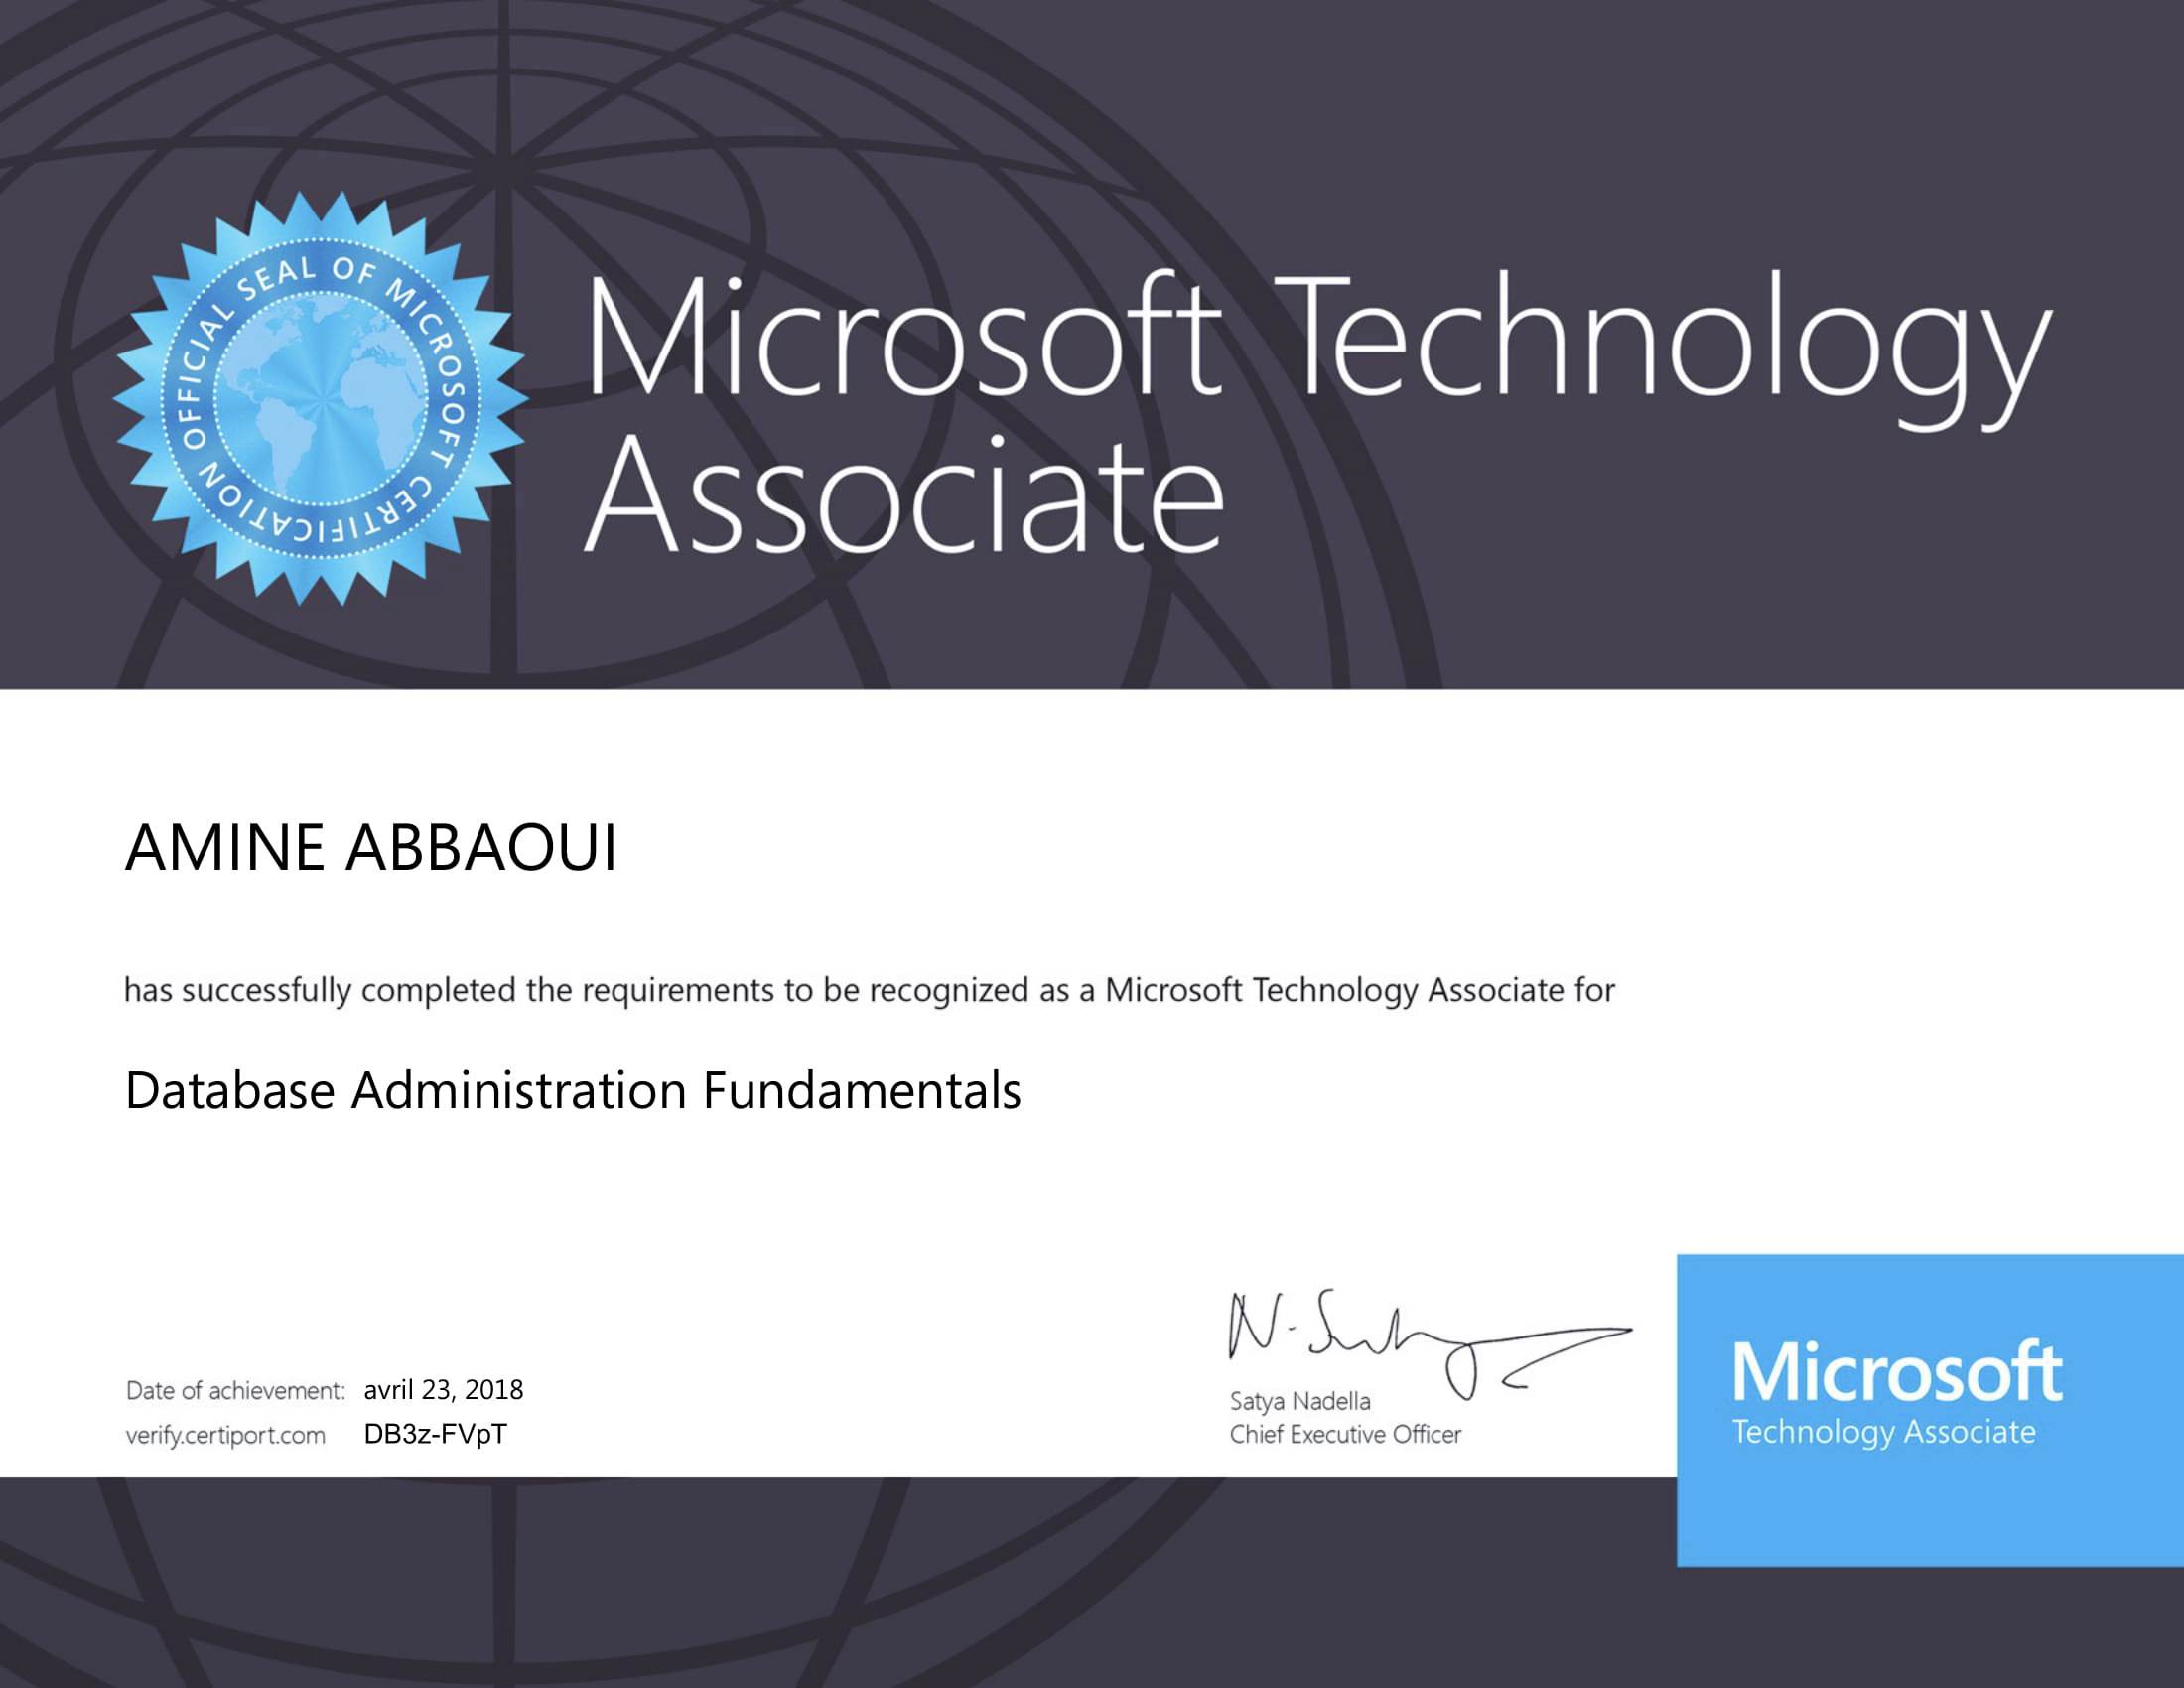 OFFICIAL SEAL OF MICROSOFT CERTIFICATION
Microsoft Technology
Associate
AMINE ABBAOUI
has successfully completed the requirements to be recognized as a Microsoft Technology Associate for
Database Administration Fundamentals
Date of achievement: avril 23, 2018
verify.certiport.com DB3z-FVpT
Satya Nadella
Chief Executive Officer
Microsoft
Technology Associate